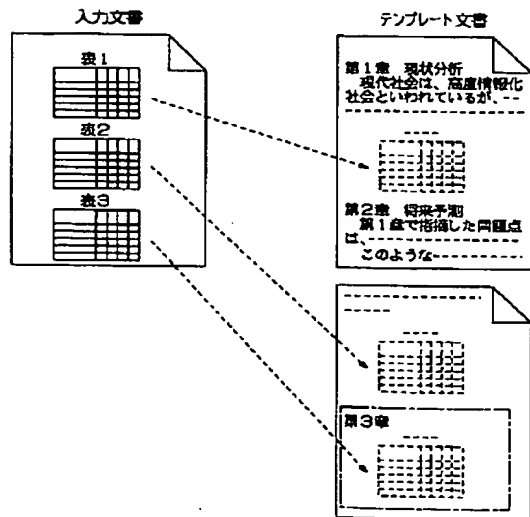 入力文書
表1
表2
表3
テンプレート文書
第1章 現状分析
現代社会は、高度情報化
社会といわれているが、
第2章 将来予測
第1章で指摘した問題点
は、
このような
第3章